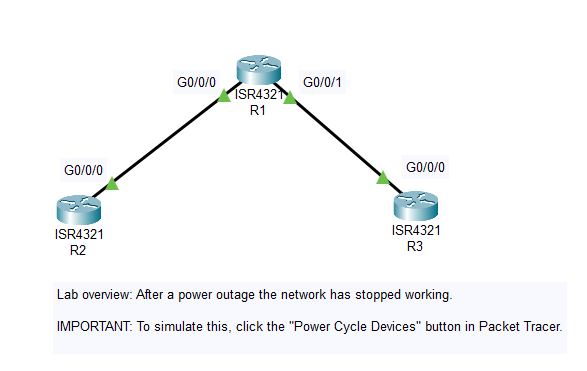 G0/0/0
G0/0/1
ISR4321
R1
G0/0/0
G0/0/0
ISR4321
R2
ISR4321
R3
Lab overview: After a power outage the network has stopped working.
IMPORTANT: To simulate this, click the "Power Cycle Devices" button in Packet Tracer.